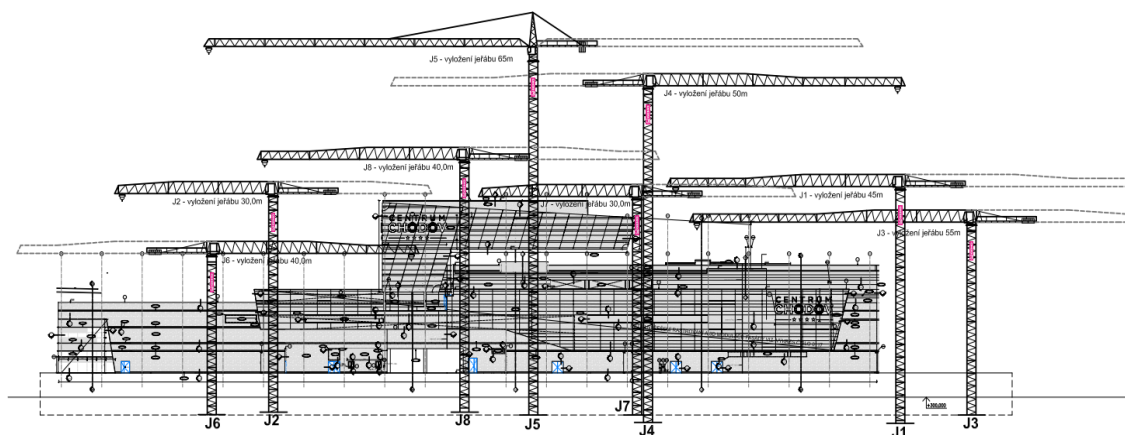 J5 - vyložení jeřábu 65m
J4 - vyložení jeřábu 50m
J8 - vyložení jeřábu 40,0m
J2 - vyložení jeřábu 30,0m
J7 - vyložení jeřábu 30,0m
J1 - vyložení jeřábu 45m
CENTRUM
CHODOV
J3 - vyložení jeřábu 55m
J6 - vyložení jeřábu 40,0m
CENTRUM
CHODOV
J6
J2
J8
J5
J7
J4
J1
J3